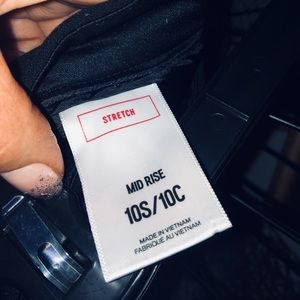 STRETCH
MID RISE
10S/10C
MADE IN VIETNAM
FABRIQUÉ AU VIETNAM